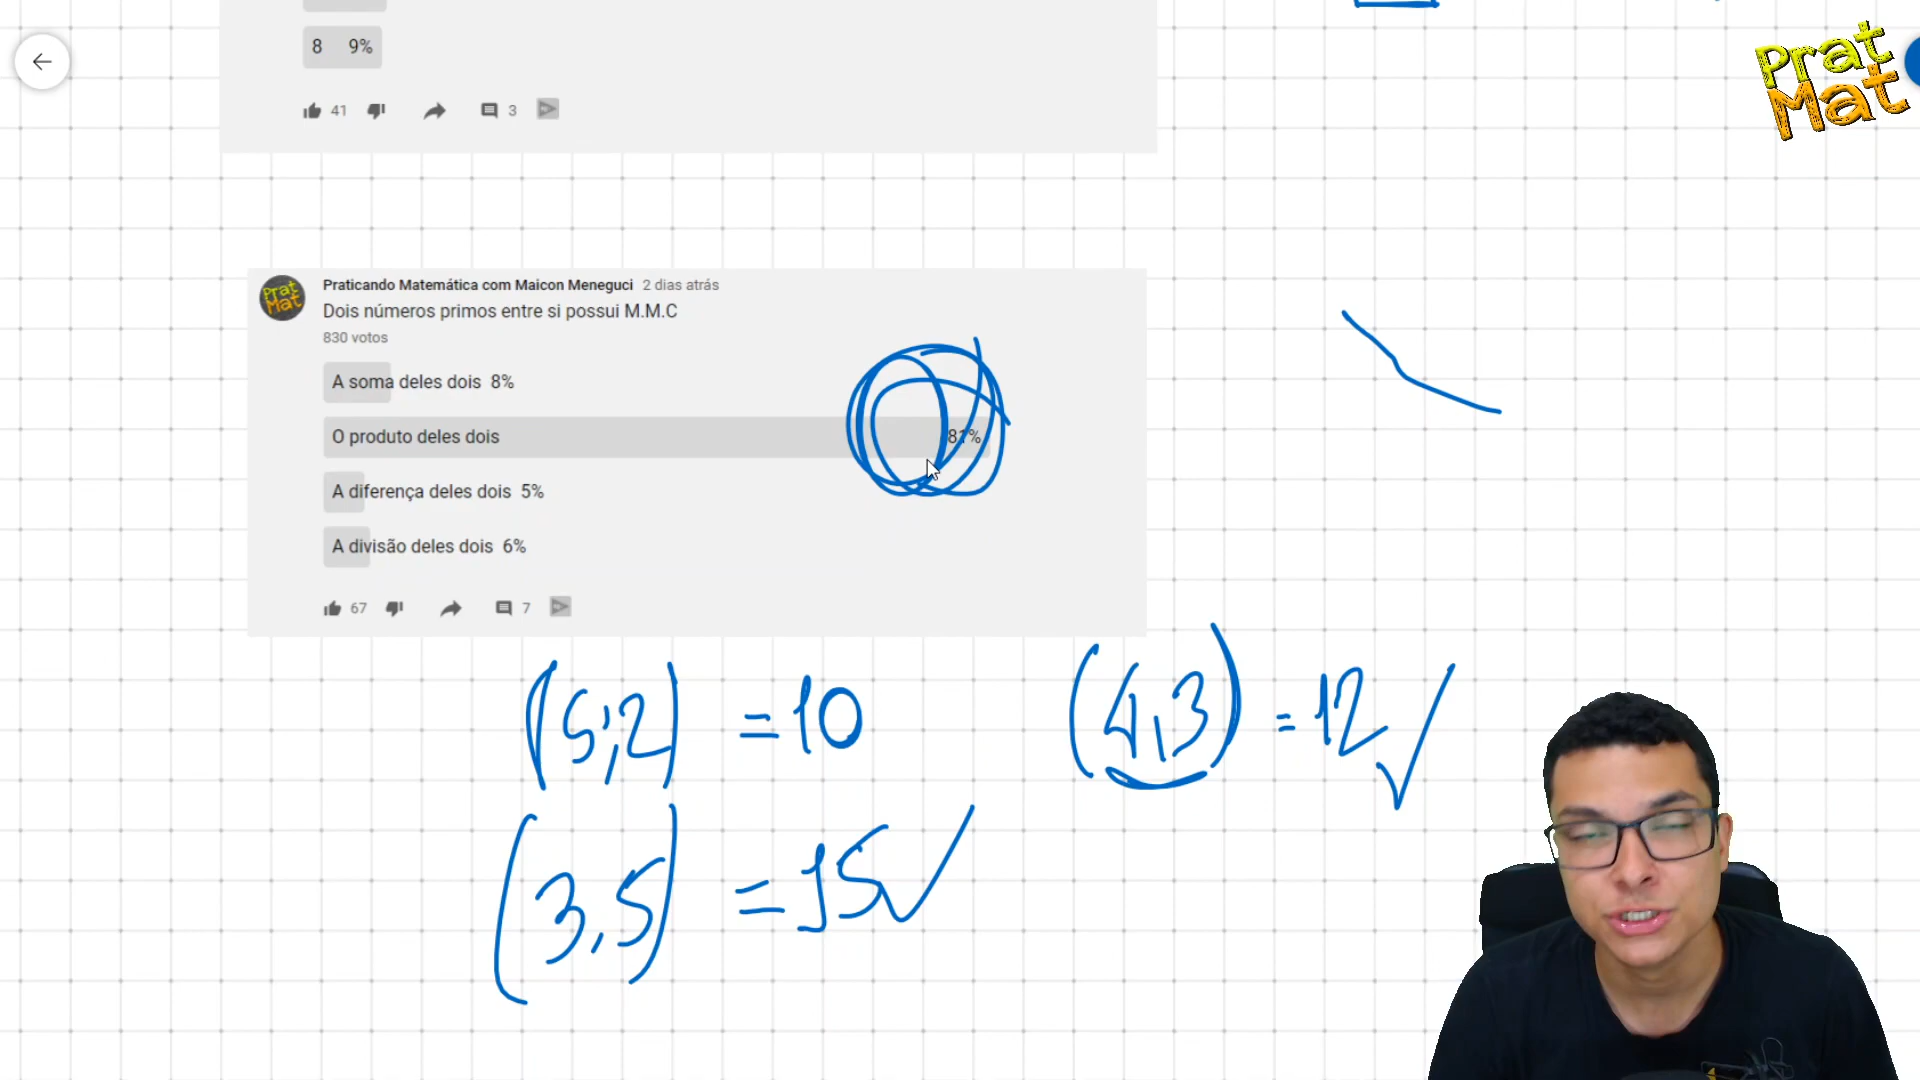 8 9%
41 3
Prat
Mat
Praticando Matemática com Maicon Meneguci 2 dias atrás
Dois números primos entre si possui M.M.C
830 votos
A soma deles dois 8%
O produto deles dois 81%
A diferença deles dois 5%
A divisão deles dois 6%
67 7
(5,2) = 10
(4,3) = 12
(3,5) = 15